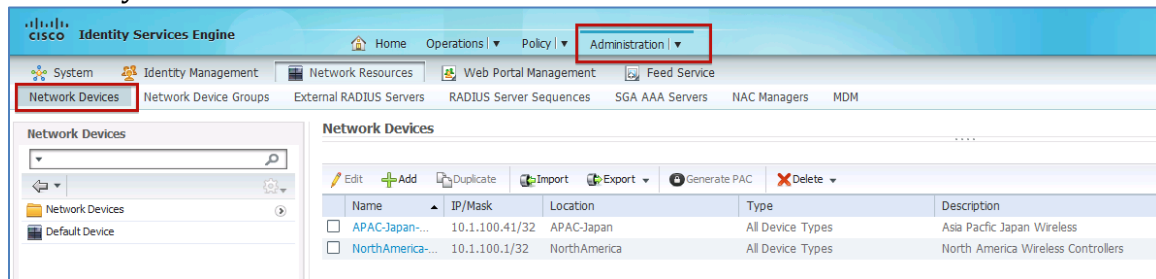 CISCO Identity Services Engine
Home Operations Policy Administration
System Identity Management Network Resources Web Portal Management Feed Service
Network Devices Network Device Groups External RADIUS Servers RADIUS Server Sequences SGA AAA Servers NAC Managers MDM
Network Devices
Network Devices
Default Device
Network Devices
Edit Add Duplicate Import Export Generate PAC Delete
Name IP/Mask Location Type Description
APAC-Japan-... 10.1.100.41/32 APAC-Japan All Device Types Asia Pacfic Japan Wireless
NorthAmerica-... 10.1.100.1/32 NorthAmerica All Device Types North America Wireless Controllers